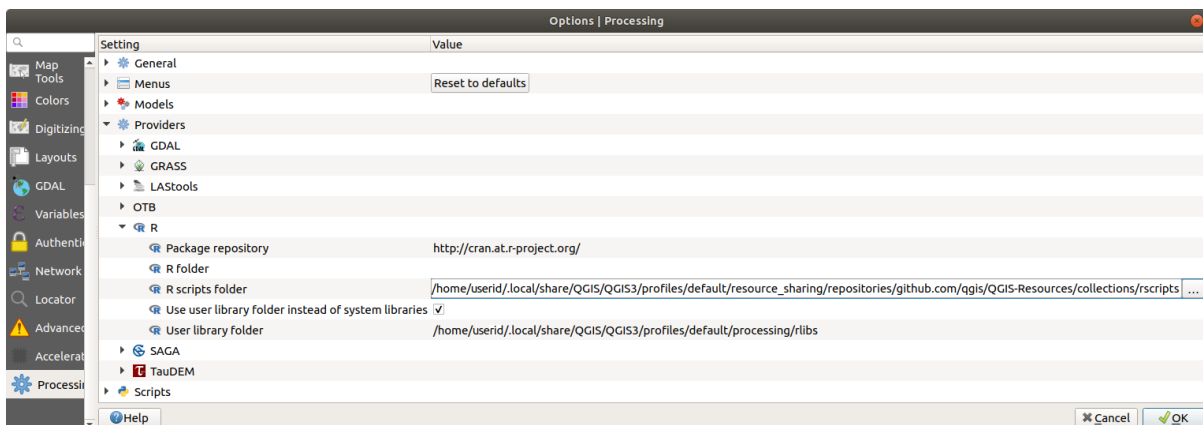 Options | Processing
Setting Value
General
Menus Reset to defaults
Models
Providers
GDAL
GRASS
LAStools
OTB
R
Package repository http://cran.at.r-project.org/
R folder
R scripts folder /home/userid/.local/share/QGIS/QGIS3/profiles/default/resource_sharing/repositories/github.com/qgis/QGIS-Resources/collections/rscripts ...
Use user library folder instead of system libraries
User library folder /home/userid/.local/share/QGIS/QGIS3/profiles/default/processing/rlibs
SAGA
TauDEM
Scripts
Map
Tools
Colors
Digitizing
Layouts
GDAL
Variables
Authenti
Network
Locator
Advanced
Accelerat
Processi
Help Cancel OK